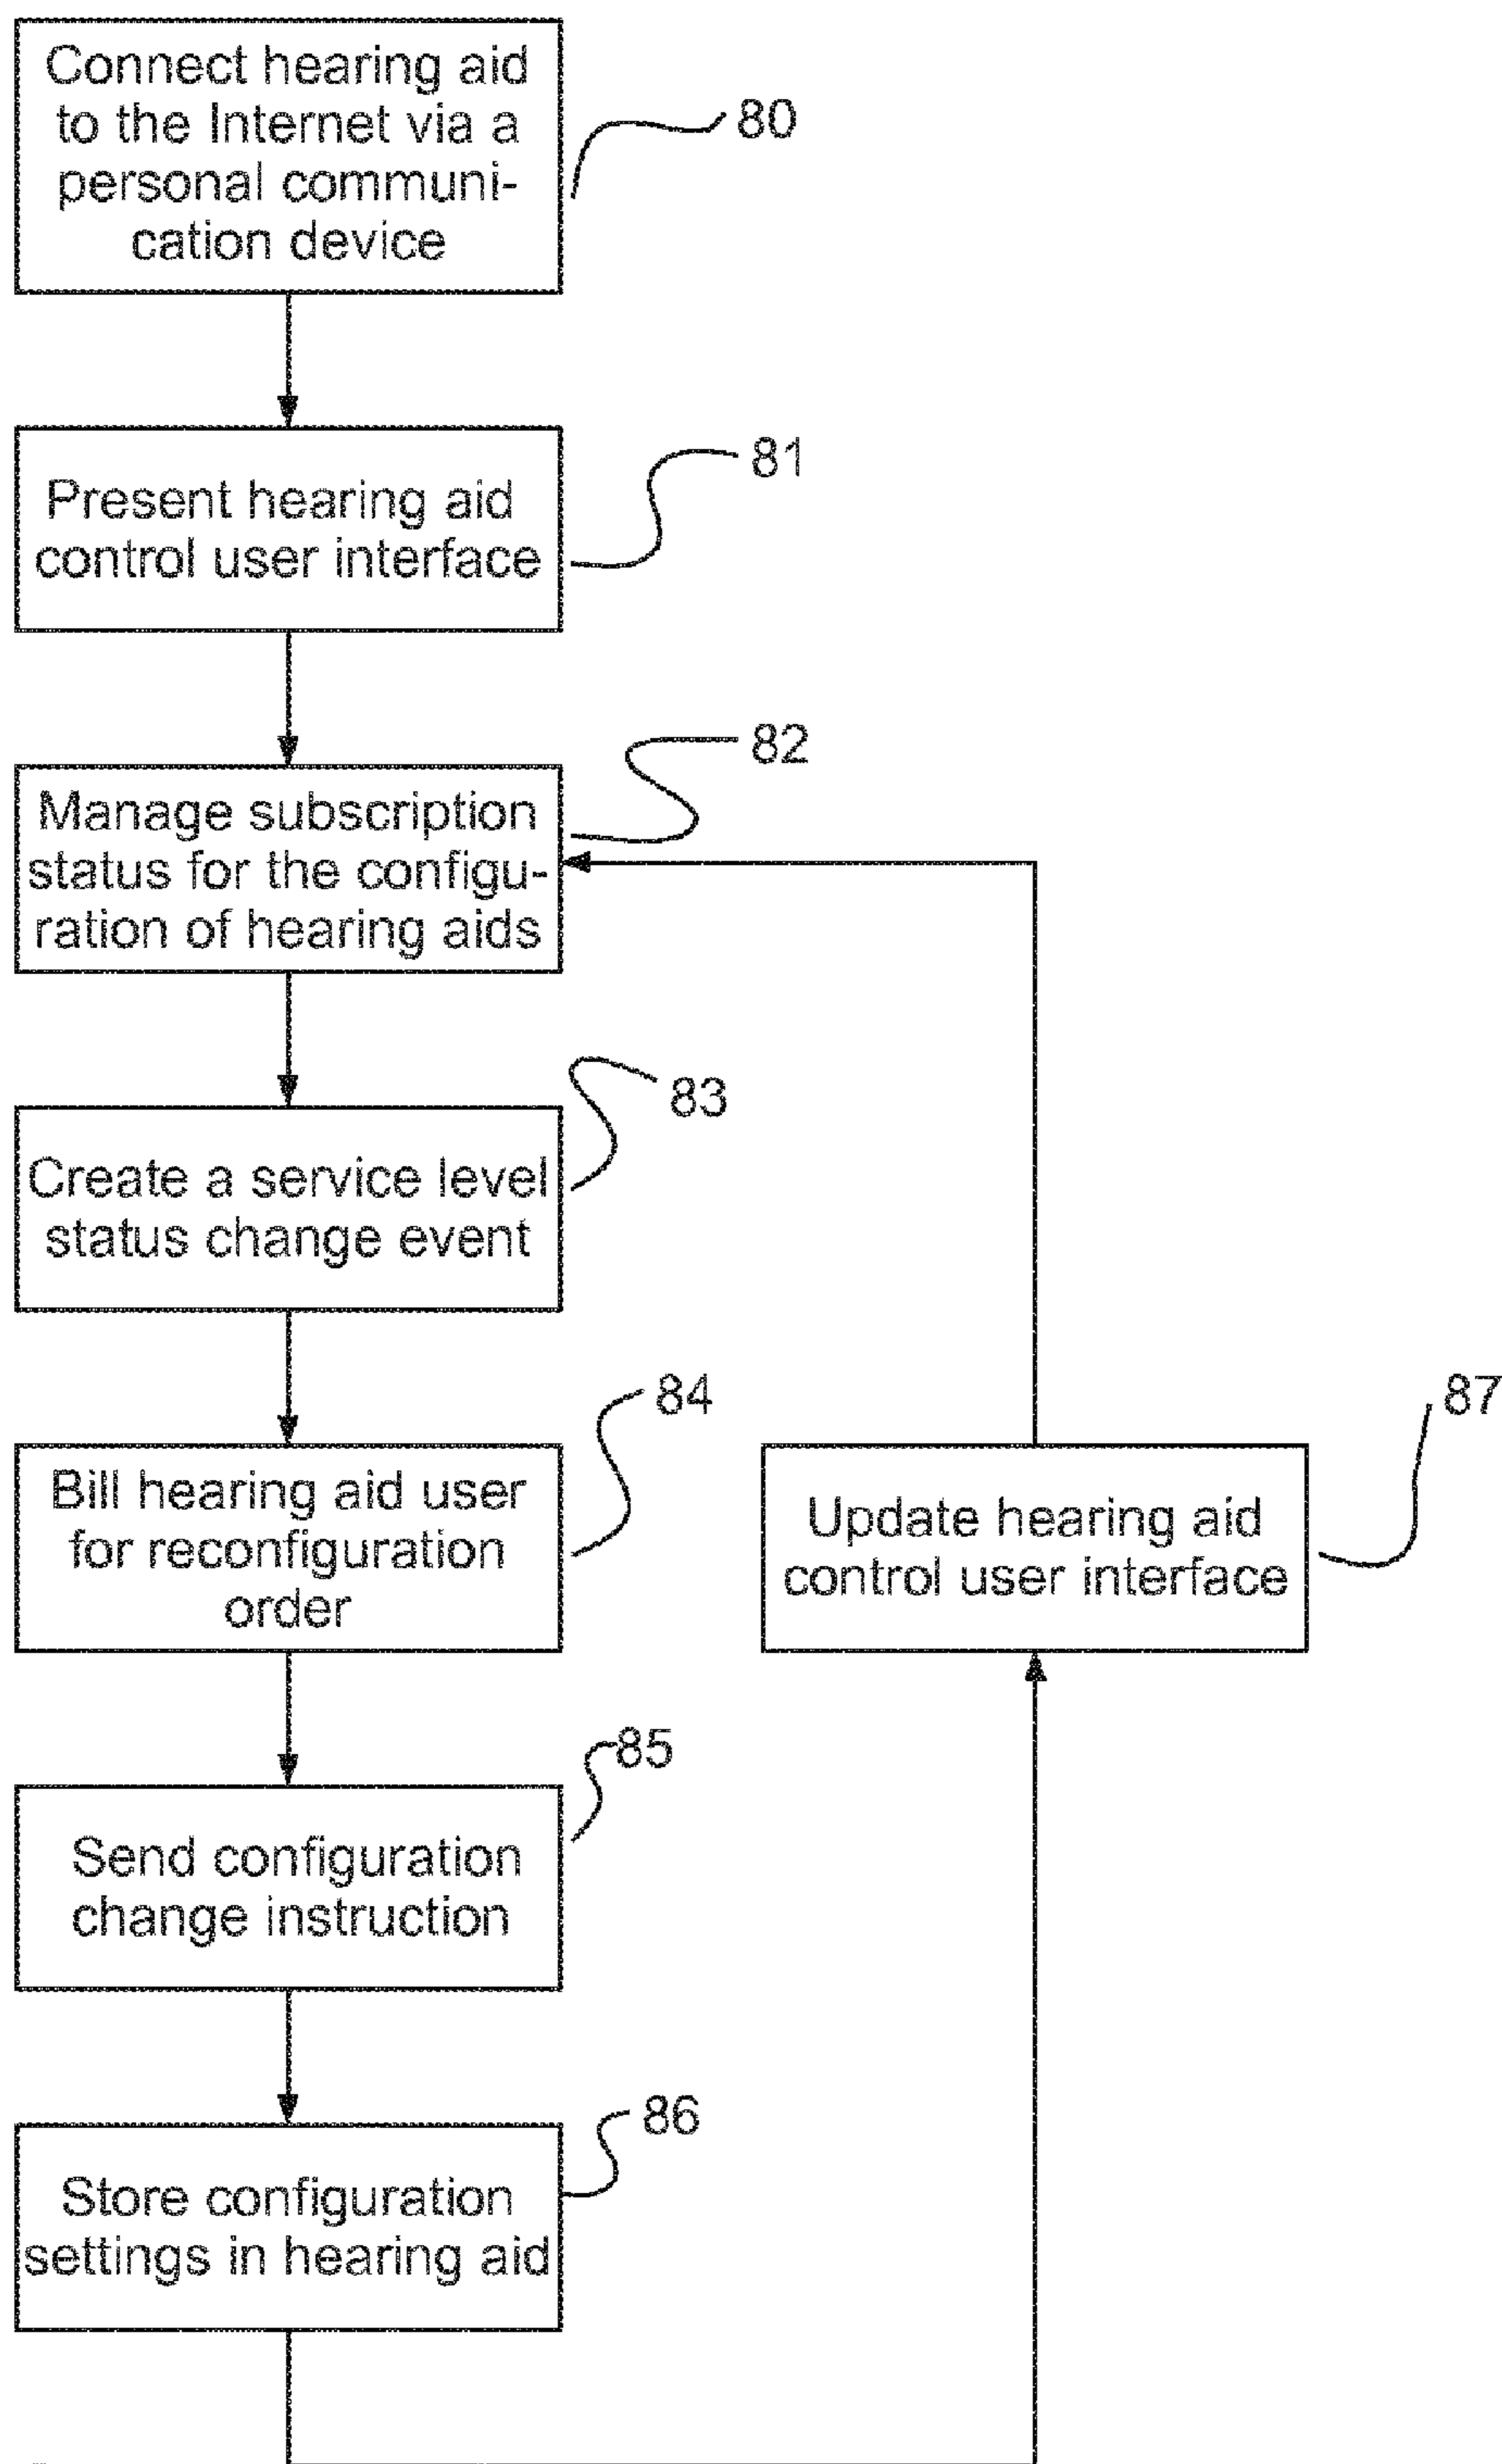 Connect hearing aid
to the Internet via a
personal communi-
cation device
80
Present hearing aid
control user interface
81
Manage subscription
status for the configu-
ration of hearing aids
82
Create a service level
status change event
83
Bill hearing aid user
for reconfiguration
order
84
Update hearing aid
control user interface
87
Send configuration
change instruction
85
Store configuration
settings in hearing aid
86